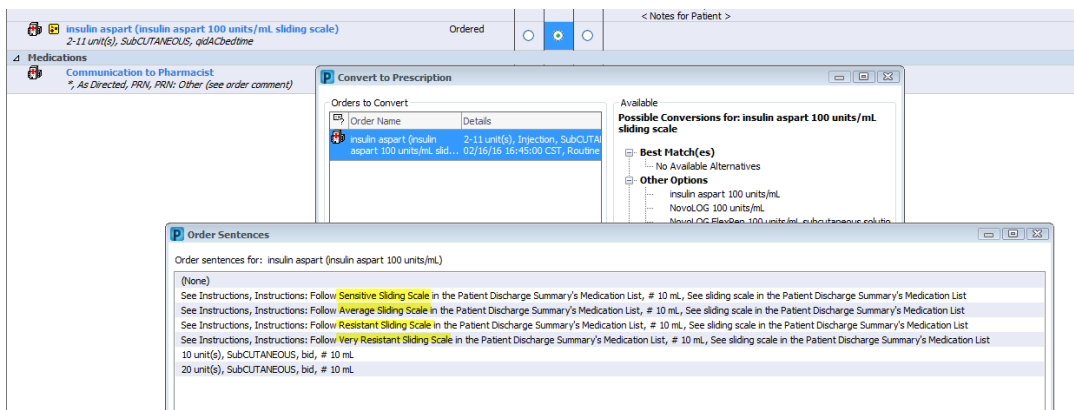 < Notes for Patient >
insulin aspart (insulin aspart 100 units/mL sliding scale) Ordered
2-11 unit(s), SubCUTANEOUS, qidACbedtime
Medications
Communication to Pharmacist
*, As Directed, PRN, PRN: Other (see order comment)
Convert to Prescription
Orders to Convert
Order Name Details
insulin aspart (insulin 2-11 unit(s), Injection, SubCUTA
aspart 100 units/mL slid... 02/16/16 16:45:00 CST, Routine
Available
Possible Conversions for: insulin aspart 100 units/mL
sliding scale
Best Match(es)
No Available Alternatives
Other Options
insulin aspart 100 units/mL
NovoLOG 100 units/mL
NovoLOG FlexPen 100 units/mL subcutaneous solutio
Order Sentences
Order sentences for: insulin aspart (insulin aspart 100 units/mL)
(None)
See Instructions, Instructions: Follow Sensitive Sliding Scale in the Patient Discharge Summary's Medication List, # 10 mL, See sliding scale in the Patient Discharge Summary's Medication List
See Instructions, Instructions: Follow Average Sliding Scale in the Patient Discharge Summary's Medication List, # 10 mL, See sliding scale in the Patient Discharge Summary's Medication List
See Instructions, Instructions: Follow Resistant Sliding Scale in the Patient Discharge Summary's Medication List, # 10 mL, See sliding scale in the Patient Discharge Summary's Medication List
See Instructions, Instructions: Follow Very Resistant Sliding Scale in the Patient Discharge Summary's Medication List, # 10 mL, See sliding scale in the Patient Discharge Summary's Medication List
10 unit(s), SubCUTANEOUS, bid, # 10 mL
20 unit(s), SubCUTANEOUS, bid, # 10 mL